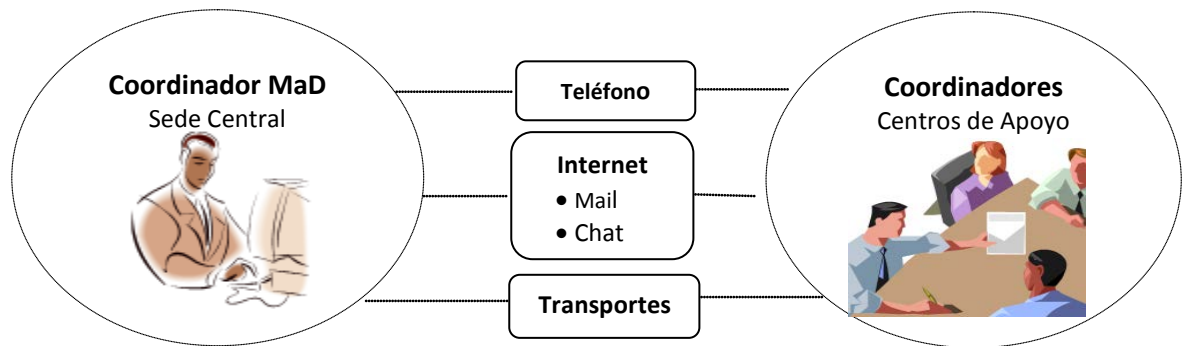 Coordinador MaD
Sede Central
Teléfono
Internet
• Mail
• Chat
Transportes
Coordinadores
Centros de Apoyo